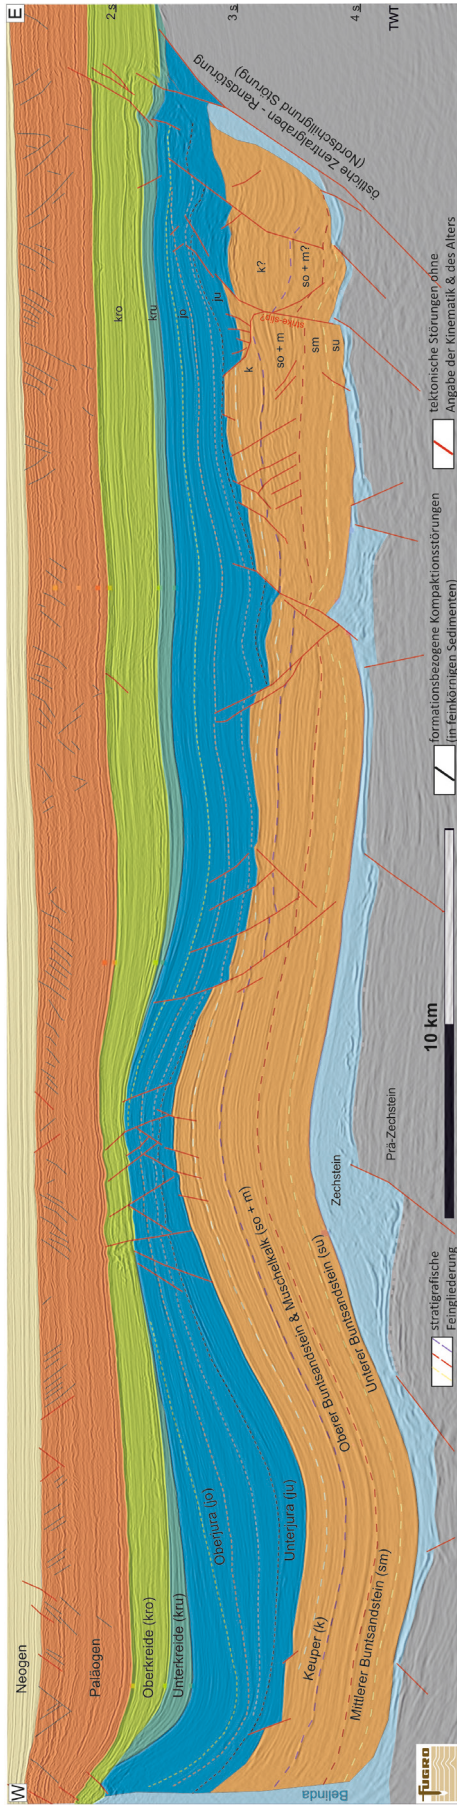 W
E
2 s
3 s
4 s
TWT
Neogen
Paläogen
Oberkreide (kro)
Unterkreide (kru)
Oberjura (jo)
Unterjura (ju)
Keuper (k)
Oberer Buntsandstein & Muschelkalk (so + m)
Mittlerer Buntsandstein (sm)
Unterer Buntsandstein (su)
Zechstein
Prä-Zechstein
Belinda
kro
kru
jo
ju
k
so + m
sm
su
strike-slip?
k?
so + m?
östliche Zentralgraben - Randstörung
(Nordschillgrund Störung)
fugro
stratigrafische
Feingliederung
10 km
formationsbezogene Kompaktionsstörungen
(in feinkörnigen Sedimenten)
tektonische Störungen ohne
Angabe der Kinematik & des Alters